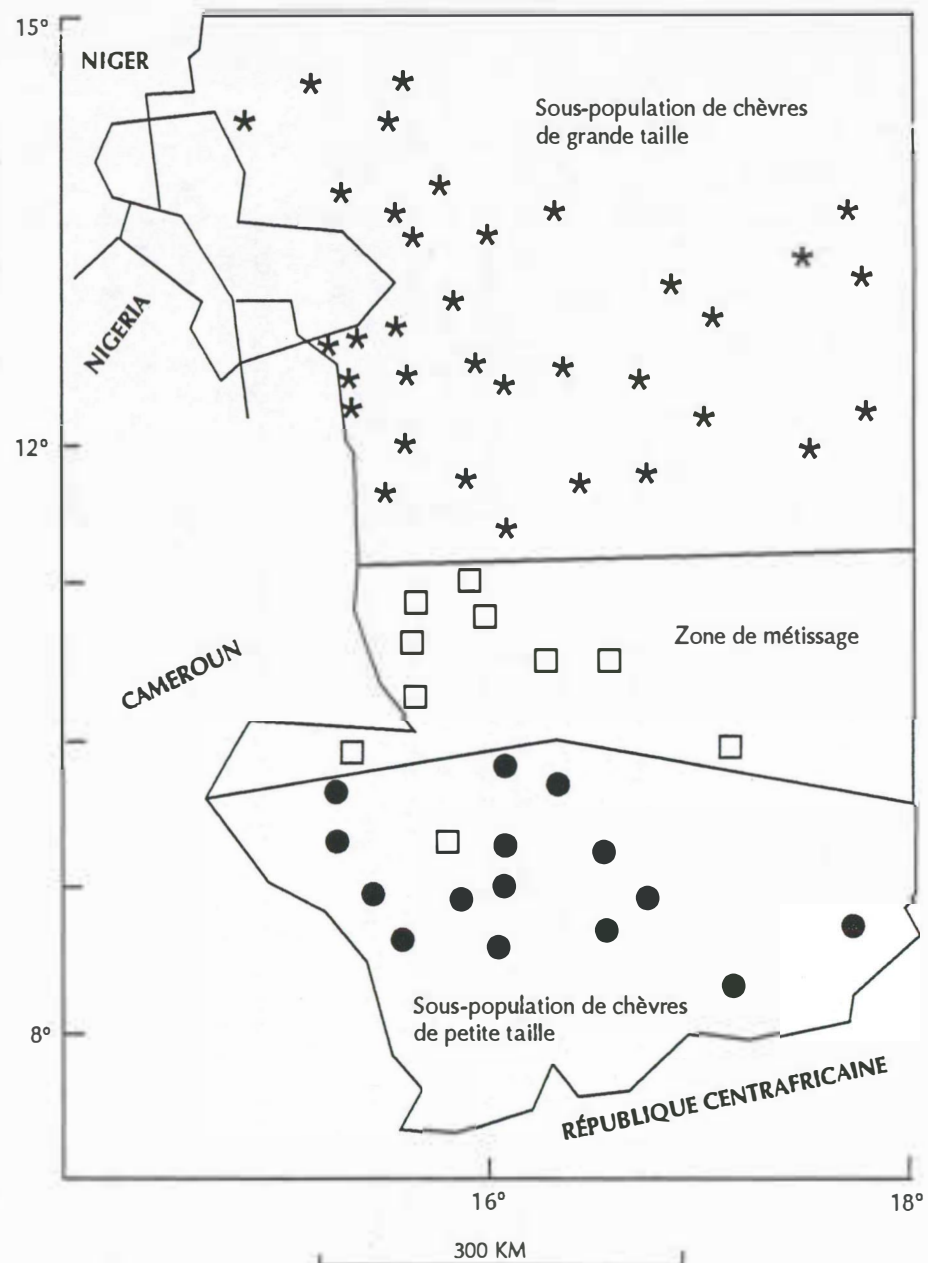 15°
NIGER
Sous-population de chèvres
de grande taille
NIGERIA
12°
CAMEROUN
Zone de métissage
Sous-population de chèvres
de petite taille
8°
RÉPUBLIQUE CENTRAFRICAINE
16°
18°
300 KM